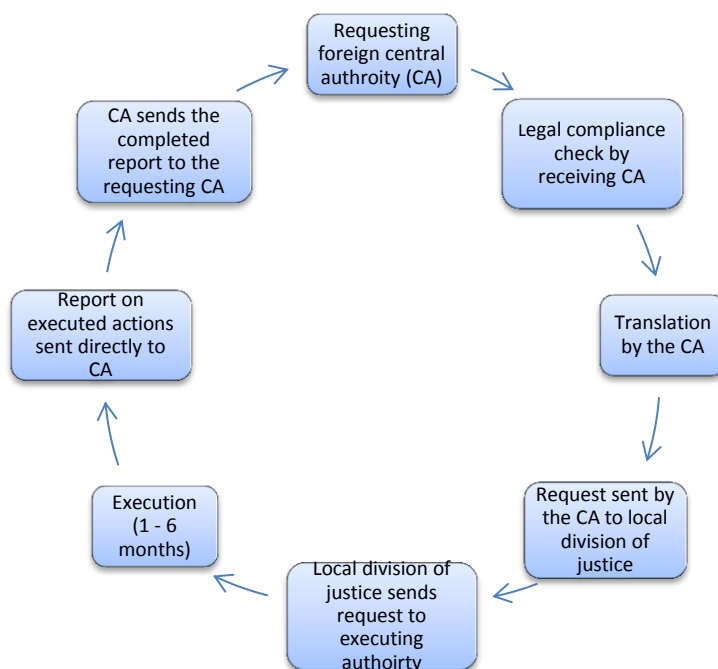 Requesting
foreign central
authroity (CA)
Legal compliance
check by
receiving CA
Translation
by the CA
Request sent by
the CA to local
division of
justice
Local division of
justice sends
request to
executing
authoirty
Execution
(1 - 6
months)
Report on
executed actions
sent directly to
CA
CA sends the
completed
report to the
requesting CA